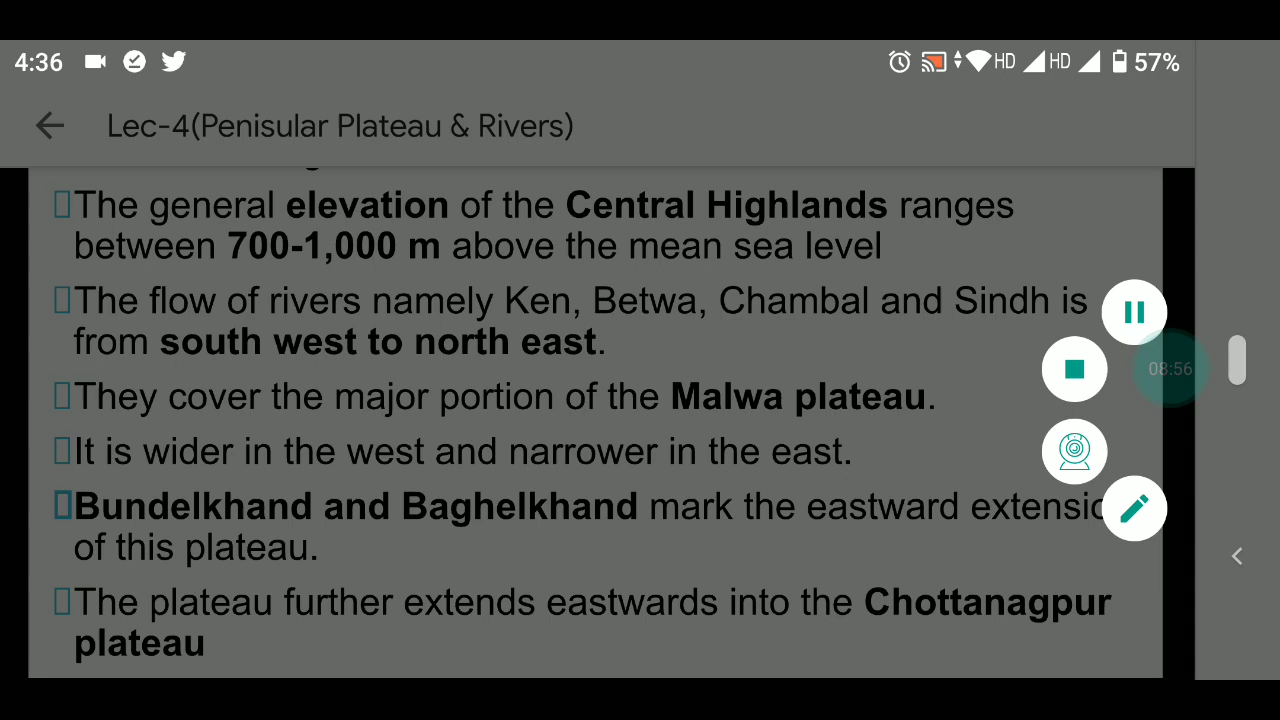 4:36 HD HD 57%
Lec-4(Penisular Plateau & Rivers)
The general elevation of the Central Highlands ranges
between 700-1,000 m above the mean sea level
The flow of rivers namely Ken, Betwa, Chambal and Sindh is
from south west to north east.
08:56
They cover the major portion of the Malwa plateau.
It is wider in the west and narrower in the east.
Bundelkhand and Baghelkhand mark the eastward extensio
of this plateau.
The plateau further extends eastwards into the Chottanagpur
plateau